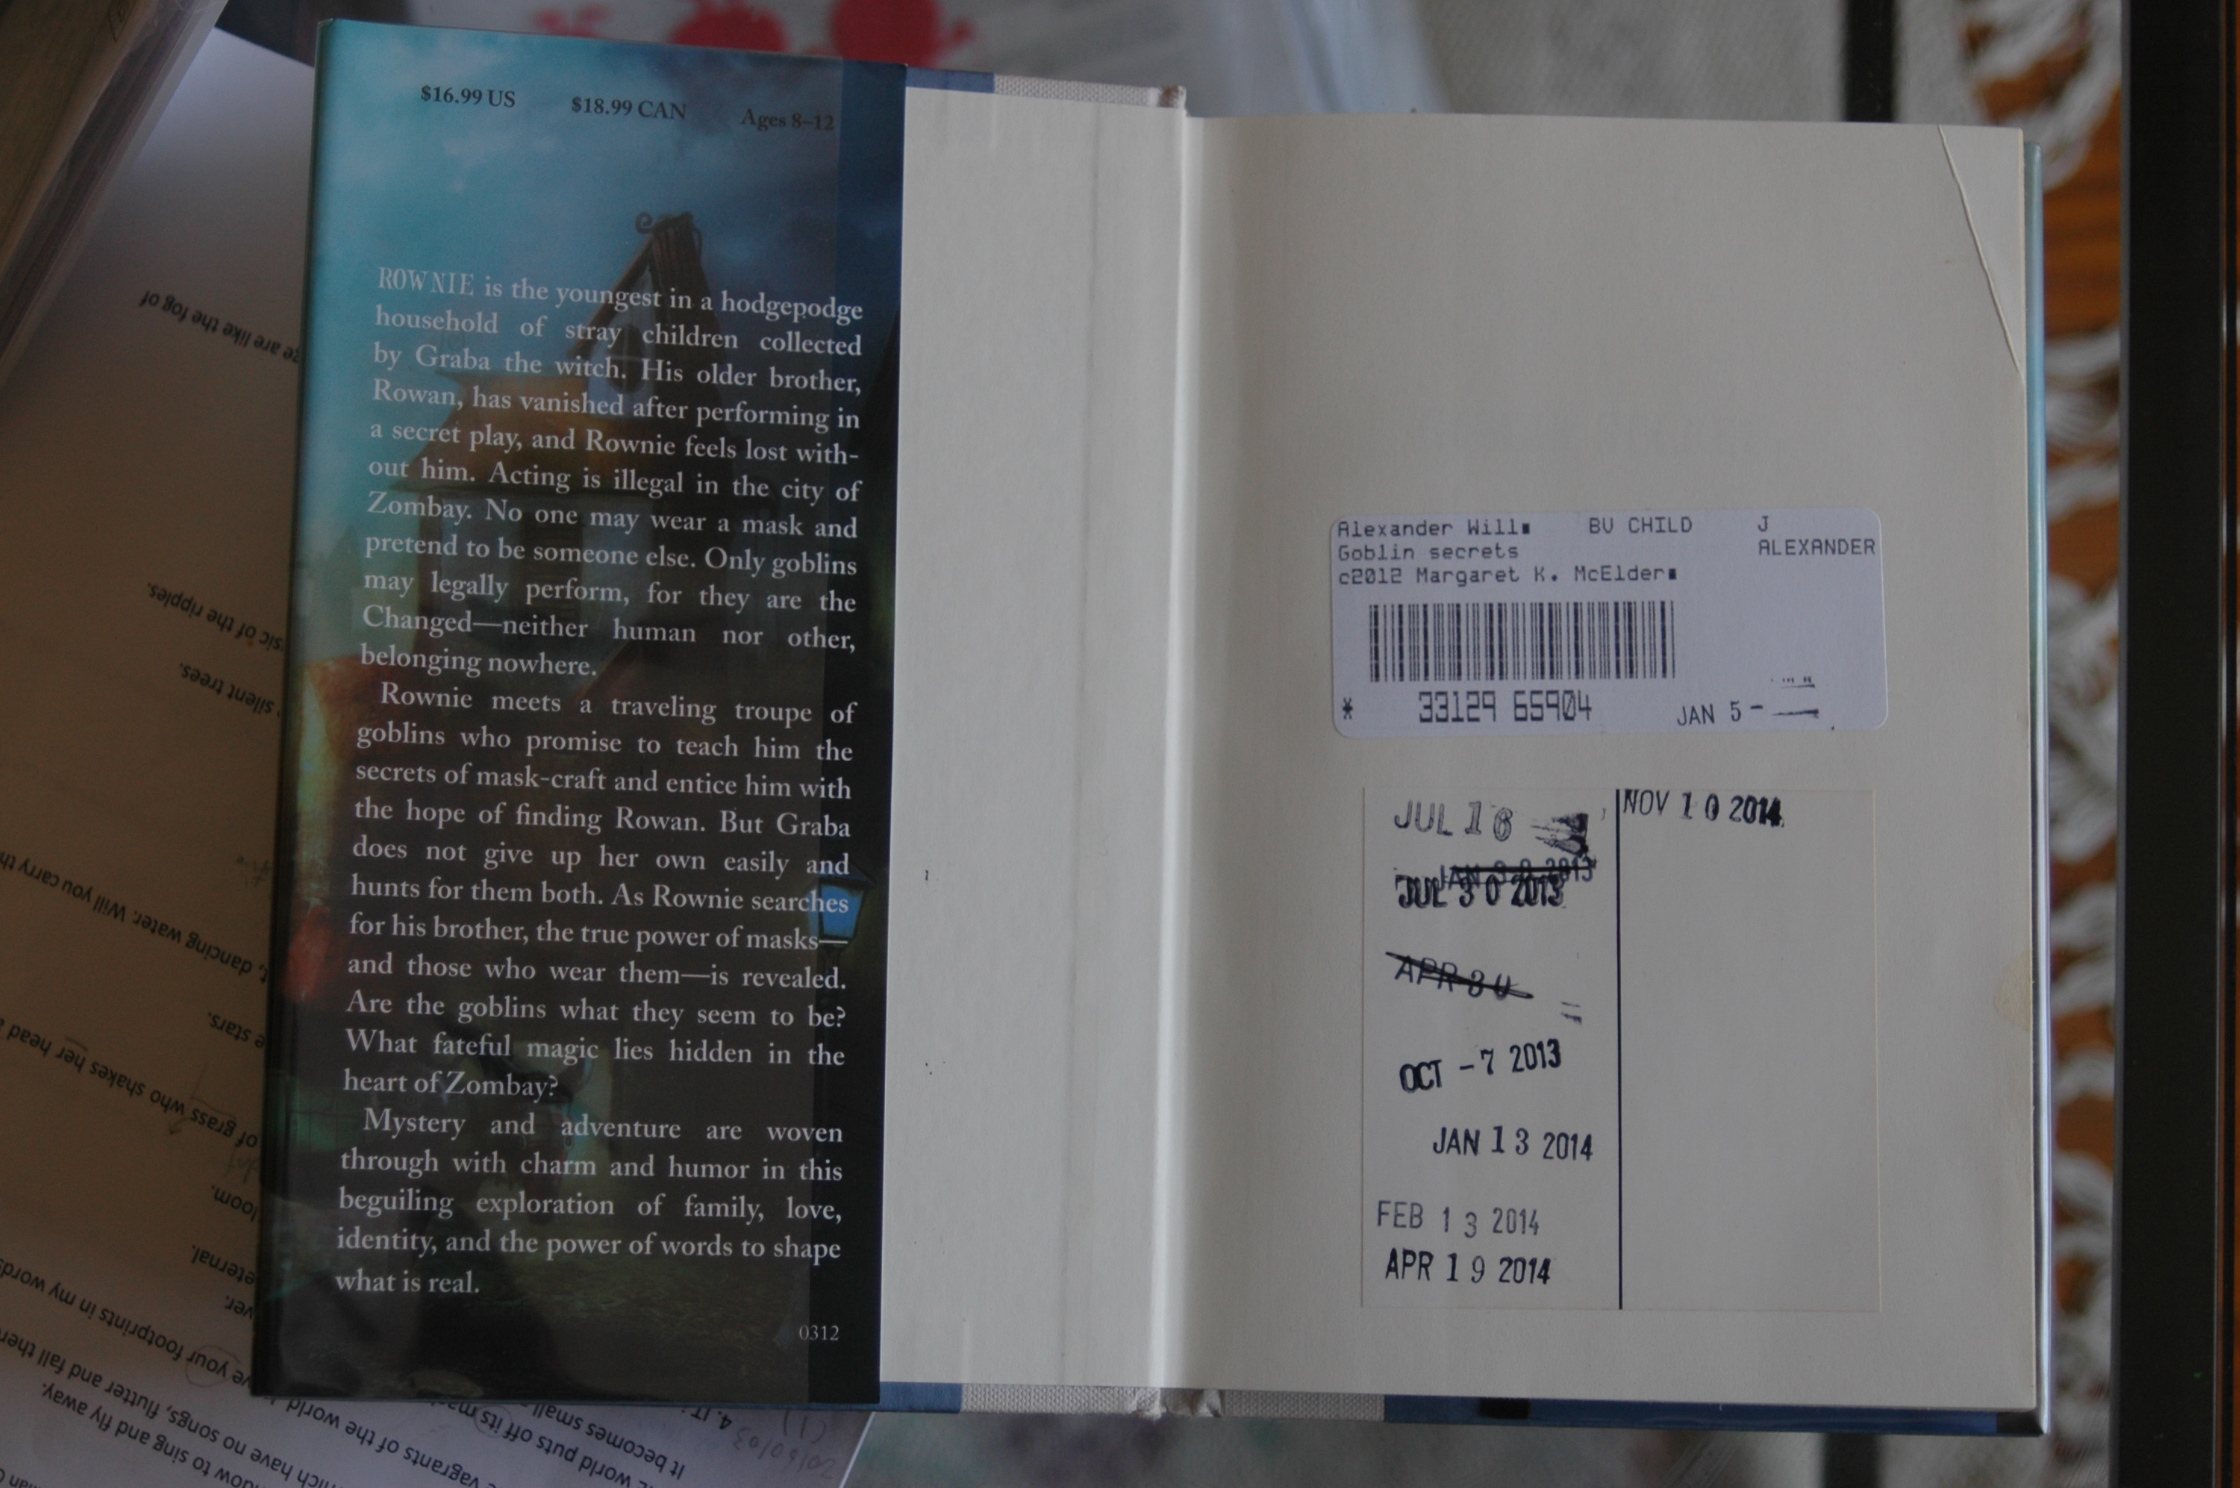 $16.99 US $18.99 CAN Ages 8–12
ROWNIE is the youngest in a hodgepodge
household of stray children collected
by Graba the witch. His older brother,
Rowan, has vanished after performing in
a secret play, and Rownie feels lost with-
out him. Acting is illegal in the city of
Zombay. No one may wear a mask and
pretend to be someone else. Only goblins
may legally perform, for they are the
Changed—neither human nor other,
belonging nowhere.
Rownie meets a traveling troupe of
goblins who promise to teach him the
secrets of mask-craft and entice him with
the hope of finding Rowan. But Graba
does not give up her own easily and
hunts for them both. As Rownie searches
for his brother, the true power of masks—
and those who wear them—is revealed.
Are the goblins what they seem to be?
What fateful magic lies hidden in the
heart of Zombay?
Mystery and adventure are woven
through with charm and humor in this
beguiling exploration of family, love,
identity, and the power of words to shape
what is real.
0312
Alexander Will BV CHILD J
Goblin secrets ALEXANDER
c2012 Margaret K. McElder
* 33129 65904 JAN 5-
JUL 16
JUL 30 2013
APR 30
OCT -7 2013
JAN 13 2014
FEB 13 2014
APR 19 2014
NOV 10 2014
are like the fog of
sic of the ripples.
silent trees.
dancing water. Will you carry th
stars.
of grass who shakes her head
loom.
eternal.
your footprints in my words
vagrants of the world
world puts off its
It becomes small
4. IT
which have no songs, flutter and fall
to sing and fly away.